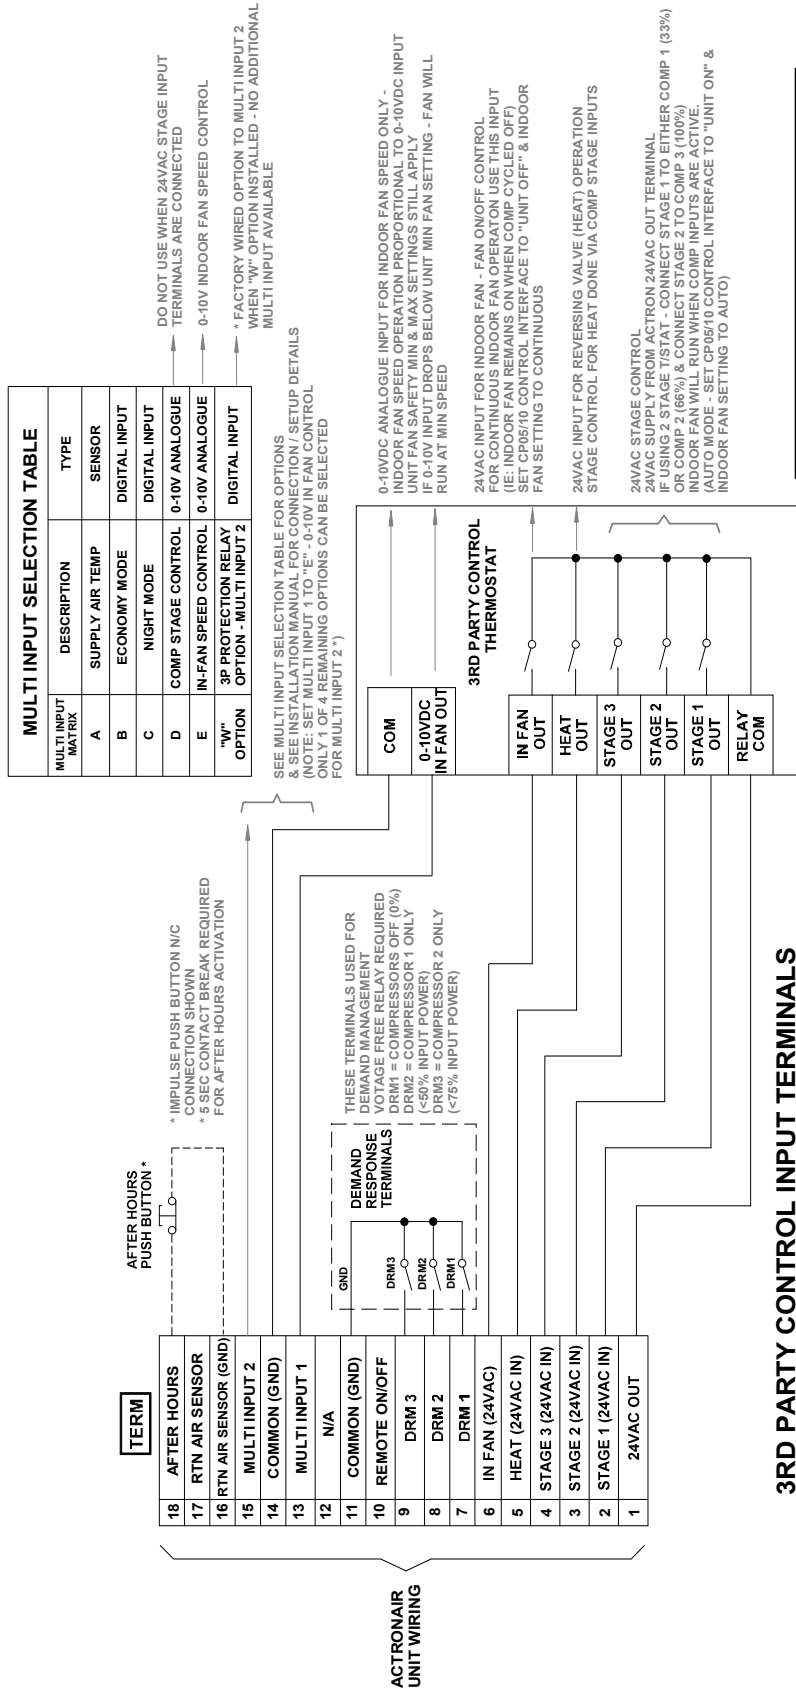 MULTI INPUT SELECTION TABLE
MULTI INPUT
MATRIX
DESCRIPTION
TYPE
A
SUPPLY AIR TEMP
SENSOR
B
ECONOMY MODE
DIGITAL INPUT
C
NIGHT MODE
DIGITAL INPUT
D
COMP STAGE CONTROL
0-10V ANALOGUE
E
IN-FAN SPEED CONTROL
0-10V ANALOGUE
"W"
OPTION
3P PROTECTION RELAY
OPTION - MULTI INPUT 2
DIGITAL INPUT
DO NOT USE WHEN 24VAC STAGE INPUT
TERMINALS ARE CONNECTED
0-10V INDOOR FAN SPEED CONTROL
* FACTORY WIRED OPTION TO MULTI INPUT 2
WHEN "W" OPTION INSTALLED - NO ADDITIONAL
MULTI INPUT AVAILABLE
SEE MULTI INPUT SELECTION TABLE FOR OPTIONS
& SEE INSTALLATION MANUAL FOR CONNECTION / SETUP DETAILS
(NOTE: SET MULTI INPUT 1 TO "E" - 0-10V IN FAN CONTROL
ONLY 1 OF 4 REMAINING OPTIONS CAN BE SELECTED
FOR MULTI INPUT 2 *)
AFTER HOURS
PUSH BUTTON *
* IMPULSE PUSH BUTTON N/C
CONNECTION SHOWN
* 5 SEC CONTACT BREAK REQUIRED
FOR AFTER HOURS ACTIVATION
TERM
18 AFTER HOURS
17 RTN AIR SENSOR
16 RTN AIR SENSOR (GND)
15 MULTI INPUT 2
14 COMMON (GND)
13 MULTI INPUT 1
12 N/A
11 COMMON (GND)
10 REMOTE ON/OFF
9 DRM 3
8 DRM 2
7 DRM 1
6 IN FAN (24VAC)
5 HEAT (24VAC IN)
4 STAGE 3 (24VAC IN)
3 STAGE 2 (24VAC IN)
2 STAGE 1 (24VAC IN)
1 24VAC OUT
ACTRONAIR
UNIT WIRING
DEMAND
RESPONSE
TERMINALS
GND
DRM3
DRM2
DRM1
THESE TERMINALS USED FOR
DEMAND MANAGEMENT
VOTAGE FREE RELAY REQUIRED
DRM1 = COMPRESSORS OFF (0%)
DRM2 = COMPRESSOR 1 ONLY
(<50% INPUT POWER)
DRM3 = COMPRESSOR 2 ONLY
(<75% INPUT POWER)
COM
0-10VDC
IN FAN OUT
3RD PARTY CONTROL
THERMOSTAT
IN FAN
OUT
HEAT
OUT
STAGE 3
OUT
STAGE 2
OUT
STAGE 1
OUT
RELAY
COM
0-10VDC ANALOGUE INPUT FOR INDOOR FAN SPEED ONLY -
INDOOR FAN SPEED OPERATION PROPORTIONAL TO 0-10VDC INPUT
UNIT FAN SAFETY MIN & MAX SETTINGS STILL APPLY
IF 0-10V INPUT DROPS BELOW UNIT MIN FAN SETTING - FAN WILL
RUN AT MIN SPEED
24VAC INPUT FOR INDOOR FAN - FAN ON/OFF CONTROL
FOR CONTINUOUS INDOOR FAN OPERATON USE THIS INPUT
(IE: INDOOR FAN REMAINS ON WHEN COMP CYCLED OFF)
SET CP05/10 CONTROL INTERFACE TO "UNIT OFF" & INDOOR
FAN SETTING TO CONTINUOUS
24VAC INPUT FOR REVERSING VALVE (HEAT) OPERATION
STAGE CONTROL FOR HEAT DONE VIA COMP STAGE INPUTS
24VAC STAGE CONTROL
24VAC SUPPLY FROM ACTRON 24VAC OUT TERMINAL
IF USING 2 STAGE T/STAT - CONNECT STAGE 1 TO EITHER COMP 1 (33%)
OR COMP 2 (66%) & CONNECT STAGE 2 TO COMP 3 (100%)
INDOOR FAN WILL RUN WHEN COMP INPUTS ARE ACTIVE.
(AUTO MODE - SET CP05/10 CONTROL INTERFACE TO "UNIT ON" &
INDOOR FAN SETTING TO AUTO)
3RD PARTY CONTROL INPUT TERMINALS